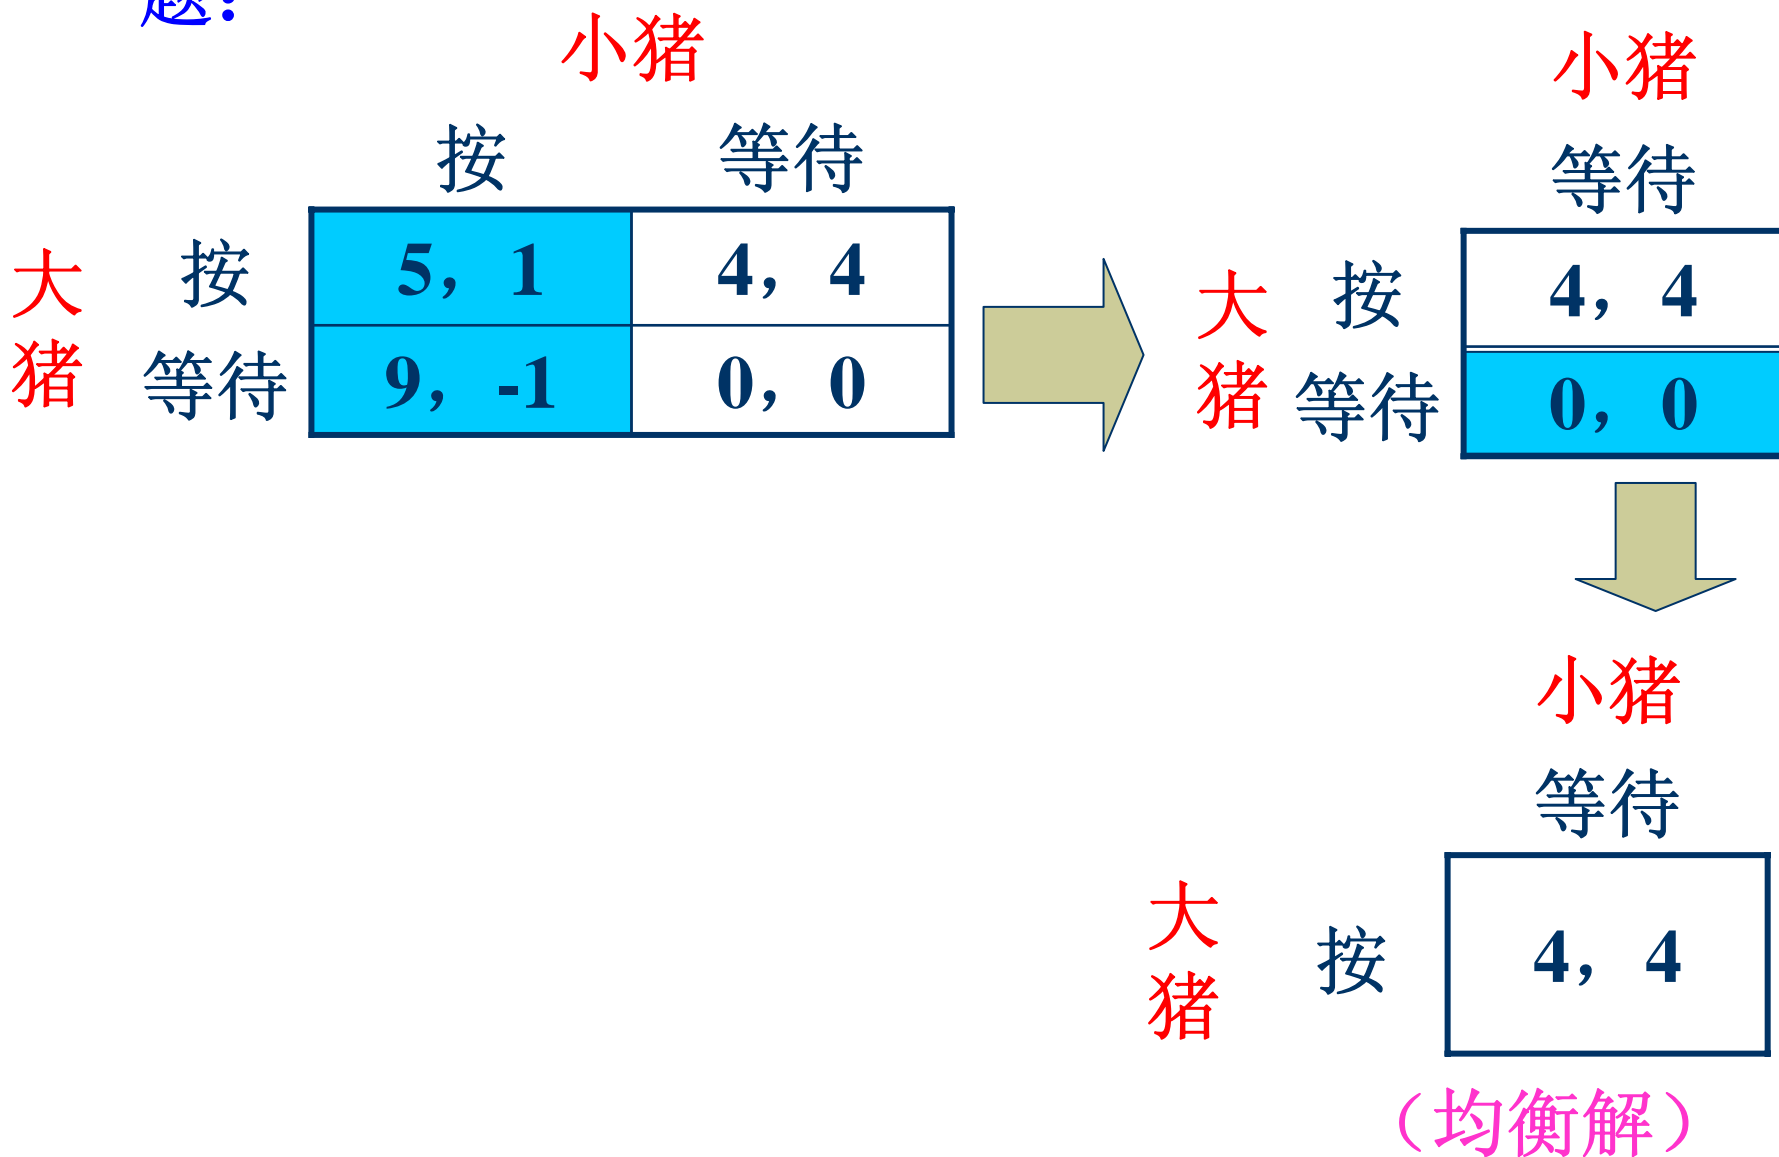 题:
小猪
按 等待
大猪
按 5，1 4，4
等待 9，-1 0，0
小猪
等待
大猪
按 4，4
等待 0，0
小猪
等待
大猪
按 4，4
（均衡解）